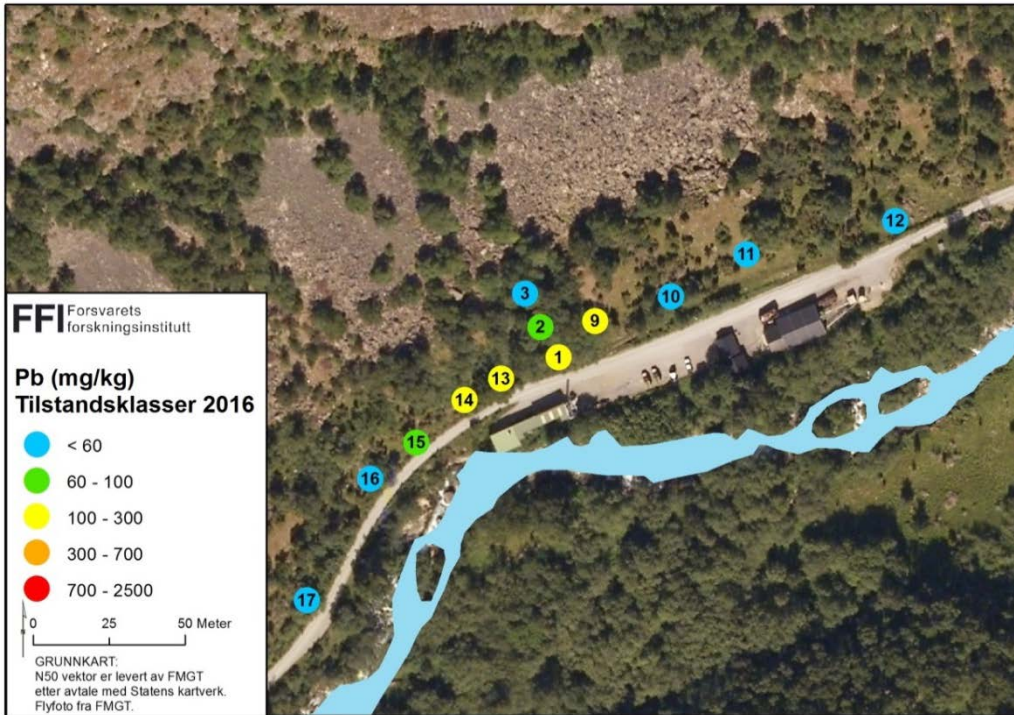 12
11
3
10
9
2
1
13
14
15
16
17
FFI Forsvarets
forskningsinstitutt
Pb (mg/kg)
Tilstandsklasser 2016
< 60
60 - 100
100 - 300
300 - 700
700 - 2500
0 25 50 Meter
GRUNNKART:
N50 vektor er levert av FMGT
etter avtale med Statens kartverk.
Flyfoto fra FMGT.